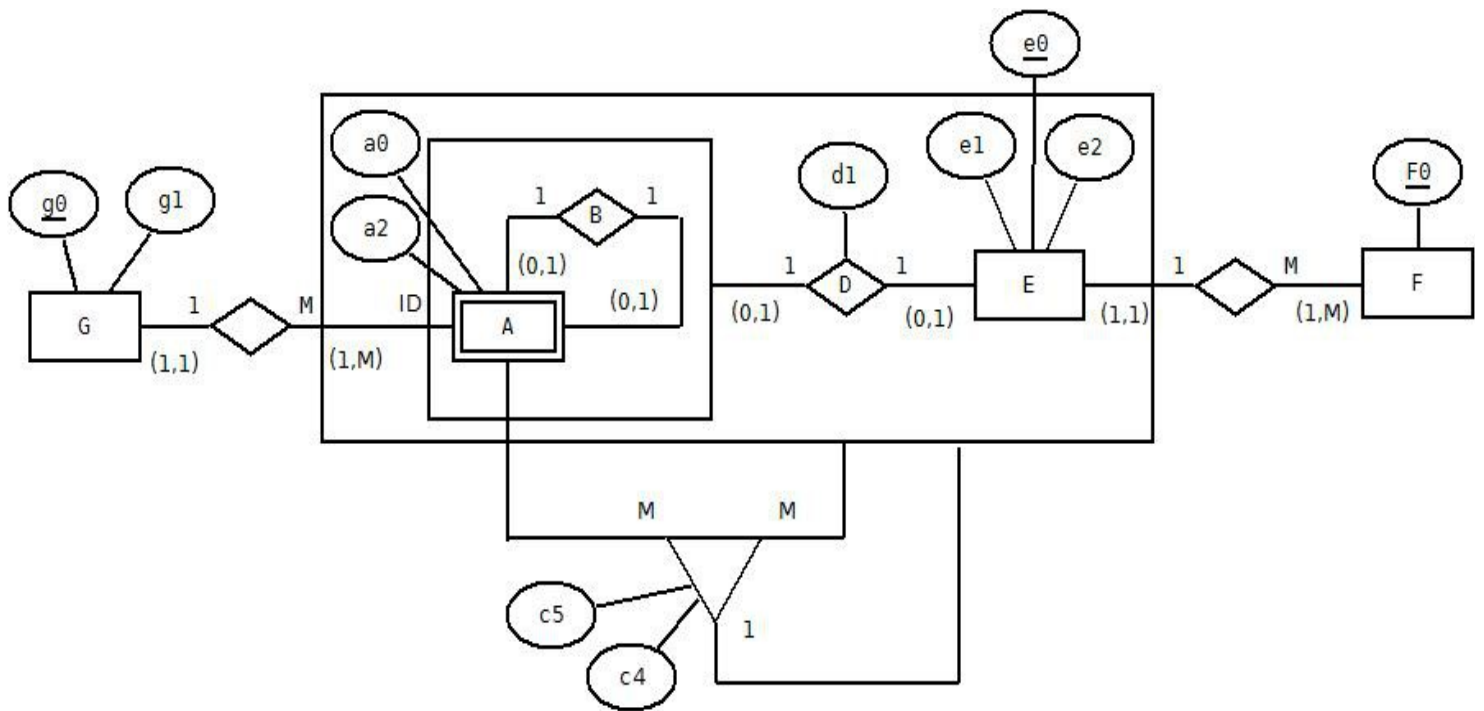 e0
a0
e1
e2
g0
g1
d1
F0
a2
1
B
1
(0,1)
(0,1)
G
1
M
ID
A
(1,1)
(1,M)
1
D
1
E
(0,1)
(0,1)
(1,1)
1
M
F
(1,M)
M
M
c5
1
c4